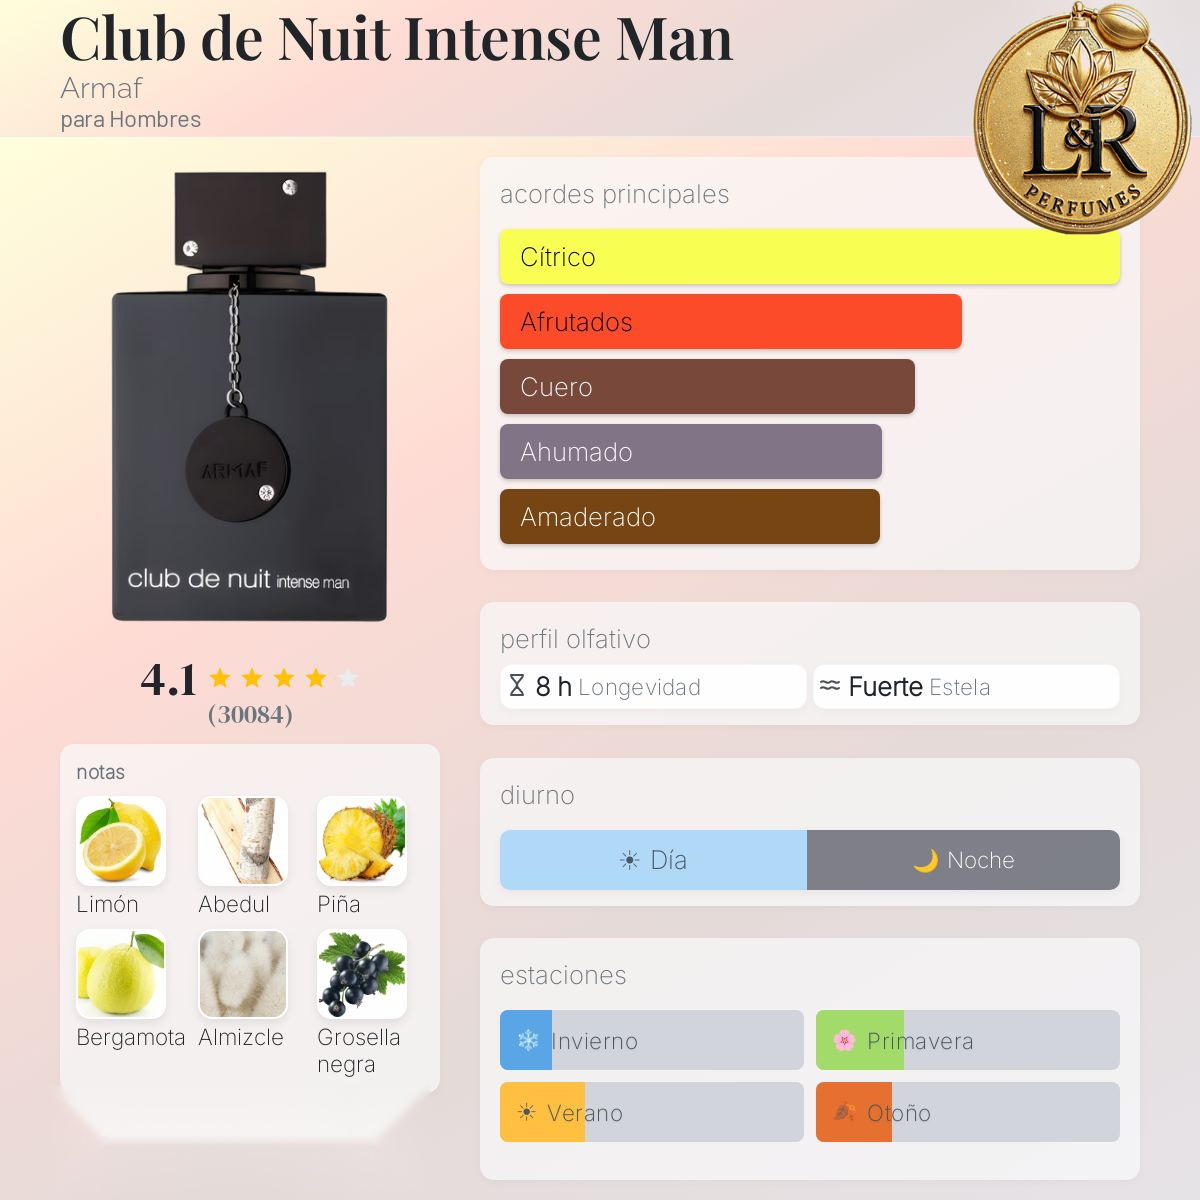 Club de Nuit Intense Man
Armaf
para Hombres
L&R
PERFUMES
ARMAF
club de nuit intense man
4.1
(30084)
notas
Limón
Abedul
Piña
Bergamota
Almizcle
Grosella
negra
acordes principales
Cítrico
Afrutados
Cuero
Ahumado
Amaderado
perfil olfativo
8 h Longevidad
Fuerte Estela
diurno
Día
Noche
estaciones
Invierno
Primavera
Verano
Otoño